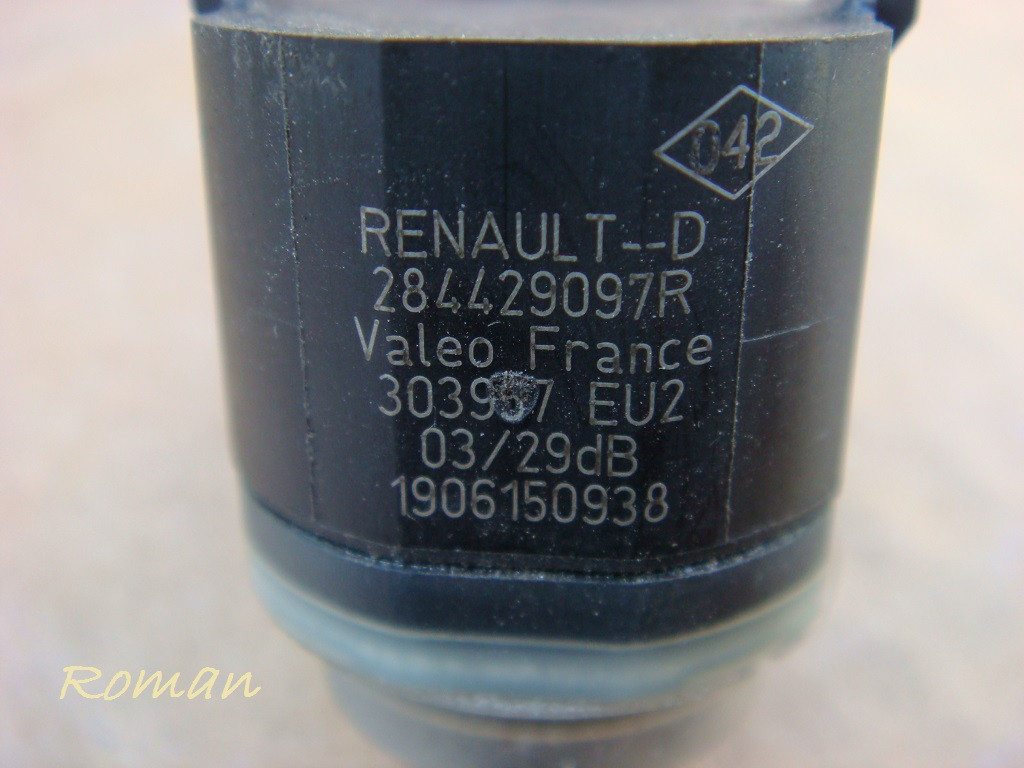 042
RENAULT--D
284429097R
Valeo France
EU2
03/29dB
1906150938
Roman